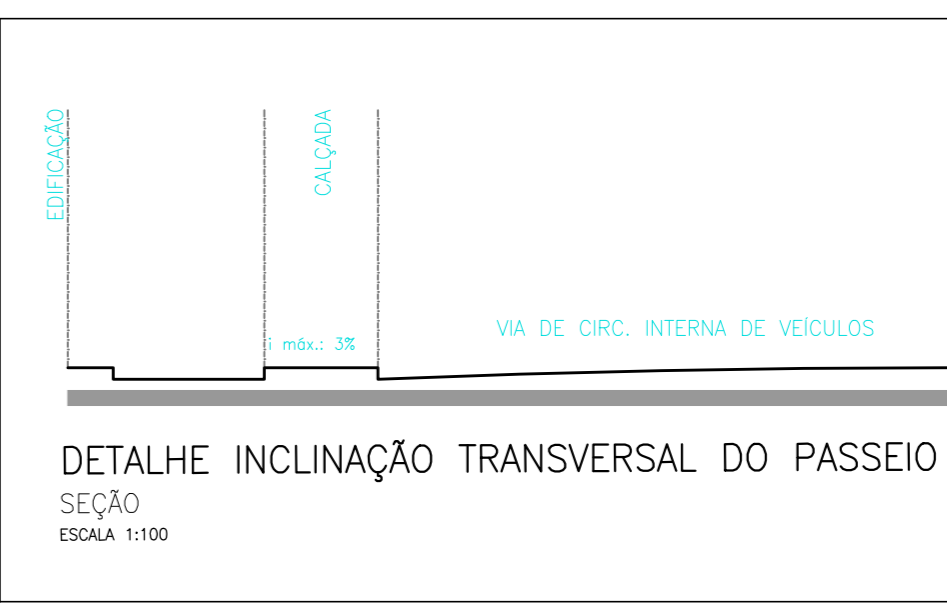 EDIFICAÇÃO
CALÇADA
i máx.: 3%
VIA DE CIRC. INTERNA DE VEÍCULOS
DETALHE INCLINAÇÃO TRANSVERSAL DO PASSEIO
SEÇÃO
ESCALA 1:100